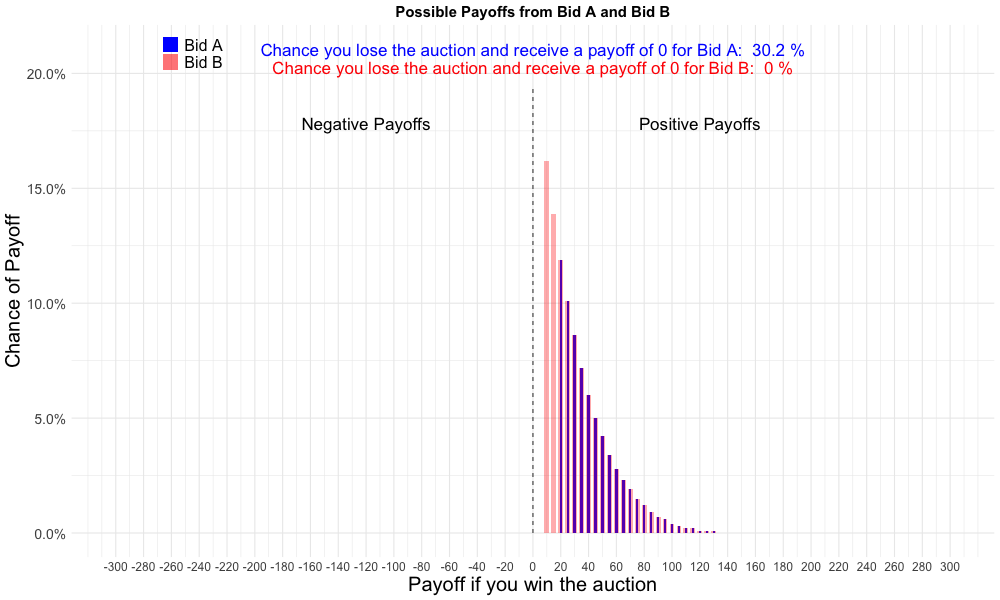 Possible Payoffs from Bid A and Bid B
Bid A
Bid B
Chance you lose the auction and receive a payoff of 0 for Bid A:  30.2 %
Chance you lose the auction and receive a payoff of 0 for Bid B:  0 %
Negative Payoffs
Positive Payoffs
Chance of Payoff
20.0%
15.0%
10.0%
5.0%
0.0%
-300 -280 -260 -240 -220 -200 -180 -160 -140 -120 -100 -80 -60 -40 -20 0 20 40 60 80 100 120 140 160 180 200 220 240 260 280 300
Payoff if you win the auction